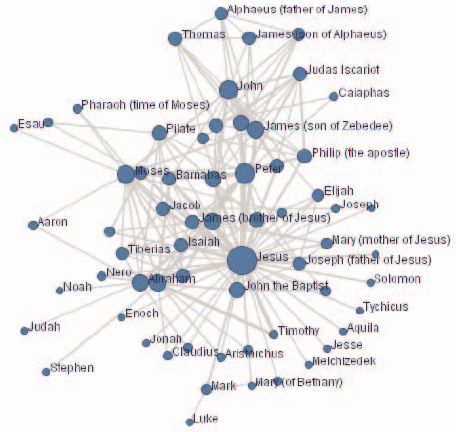 Alphaeus (father of James)
Thomas
James (son of Alphaeus)
Judas Iscariot
John
Caiaphas
Pharaoh (time of Moses)
Esau
Pilate
James (son of Zebedee)
Philip (the apostle)
Moses
Barnabas
Peter
Elijah
Jacob
Joseph
Aaron
James (brother of Jesus)
Isaiah
Mary (mother of Jesus)
Tiberias
Jesus
Joseph (father of Jesus)
Nero
Abraham
Solomon
Noah
John the Baptist
Tychicus
Enoch
Judah
Timothy
Aquila
Jonah
Claudius
Aristarchus
Jesse
Melchizedek
Stephen
Mark
Mary (of Bethany)
Luke